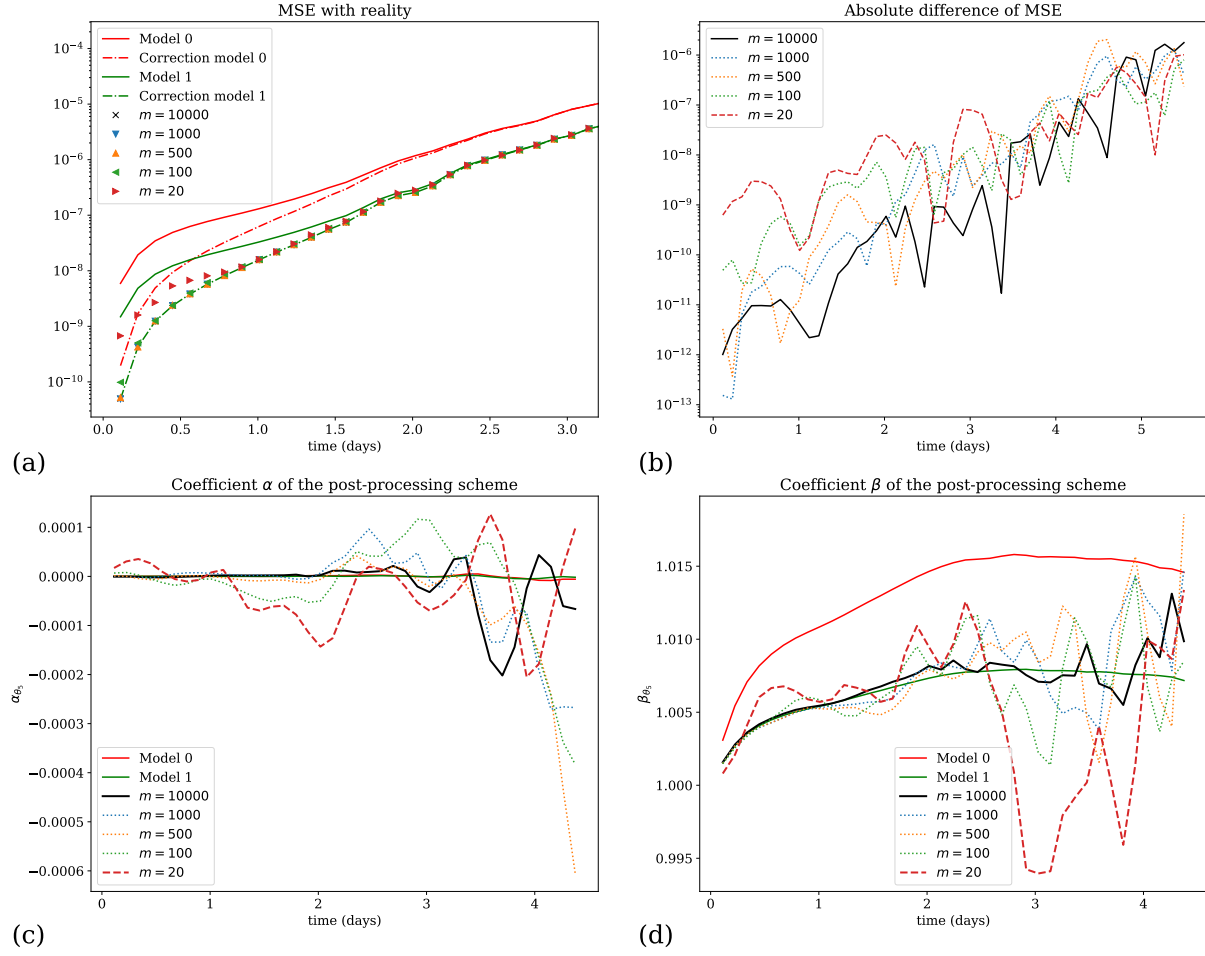 MSE with reality
10⁻⁴
10⁻⁵
10⁻⁶
10⁻⁷
10⁻⁸
10⁻⁹
10⁻¹⁰
Model 0
Correction model 0
Model 1
Correction model 1
m = 10000
m = 1000
m = 500
m = 100
m = 20
0.0 0.5 1.0 1.5 2.0 2.5 3.0
time (days)
(a)
Absolute difference of MSE
10⁻⁶
10⁻⁷
10⁻⁸
10⁻⁹
10⁻¹⁰
10⁻¹¹
10⁻¹²
10⁻¹³
m = 10000
m = 1000
m = 500
m = 100
m = 20
0 1 2 3 4 5
time (days)
(b)
Coefficient α of the post-processing scheme
0.0001
0.0000
−0.0001
−0.0002
−0.0003
−0.0004
−0.0005
−0.0006
α_θ₅
Model 0
Model 1
m = 10000
m = 1000
m = 500
m = 100
m = 20
0 1 2 3 4
time (days)
(c)
Coefficient β of the post-processing scheme
1.015
1.010
1.005
1.000
0.995
β_θ₅
Model 0
Model 1
m = 10000
m = 1000
m = 500
m = 100
m = 20
0 1 2 3 4
time (days)
(d)